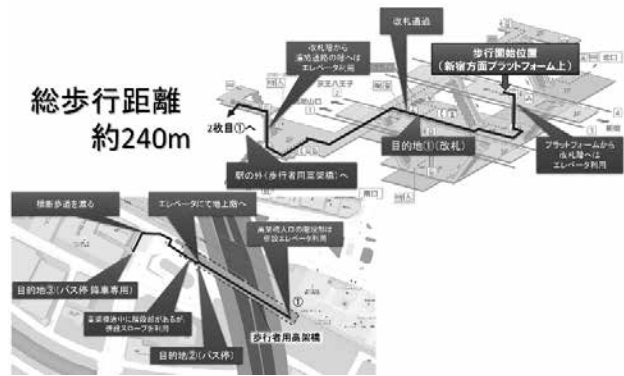 総歩行距離
約240m
改札階から
連絡通路の階へは
エレベータ利用
改札通過
歩行開始位置
(新宿方面プラットフォーム上)
2枚目①へ
目的地①(改札)
プラットフォームから
改札階へは
エレベータ利用
駅の外(歩行者用高架橋)へ
京王八王子
横断歩道を渡る
エレベータにて地上階へ
高架橋入口の階段部は
併設エレベータ利用
目的地③(バス停 降車専用)
高架橋途中に階段部があるが、
併設スロープを利用
目的地②(バス停)
①
歩行者用高架橋